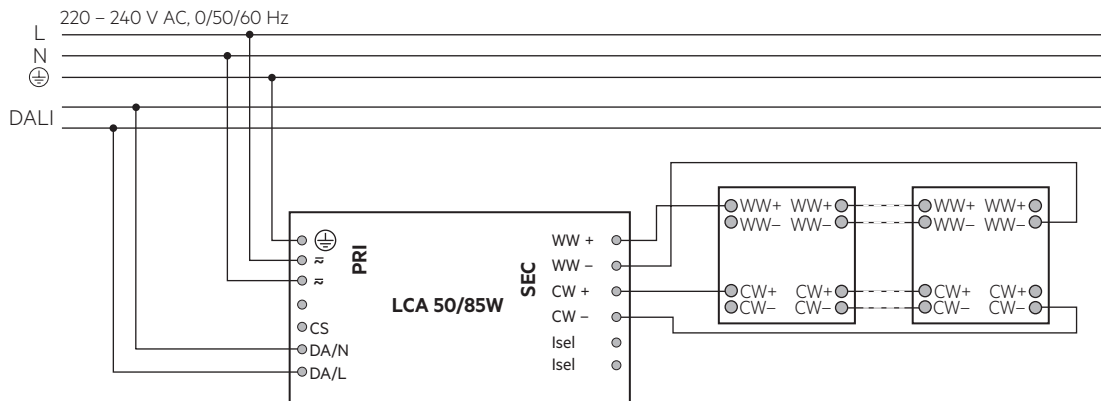 220 – 240 V AC, 0/50/60 Hz
L
N
DALI
PRI
CS
DA/N
DA/L
LCA 50/85W
SEC
WW +
WW –
CW +
CW –
Isel
Isel
WW+ WW+
WW– WW–
CW+ CW+
CW– CW–
WW+ WW+
WW– WW–
CW+ CW+
CW– CW–